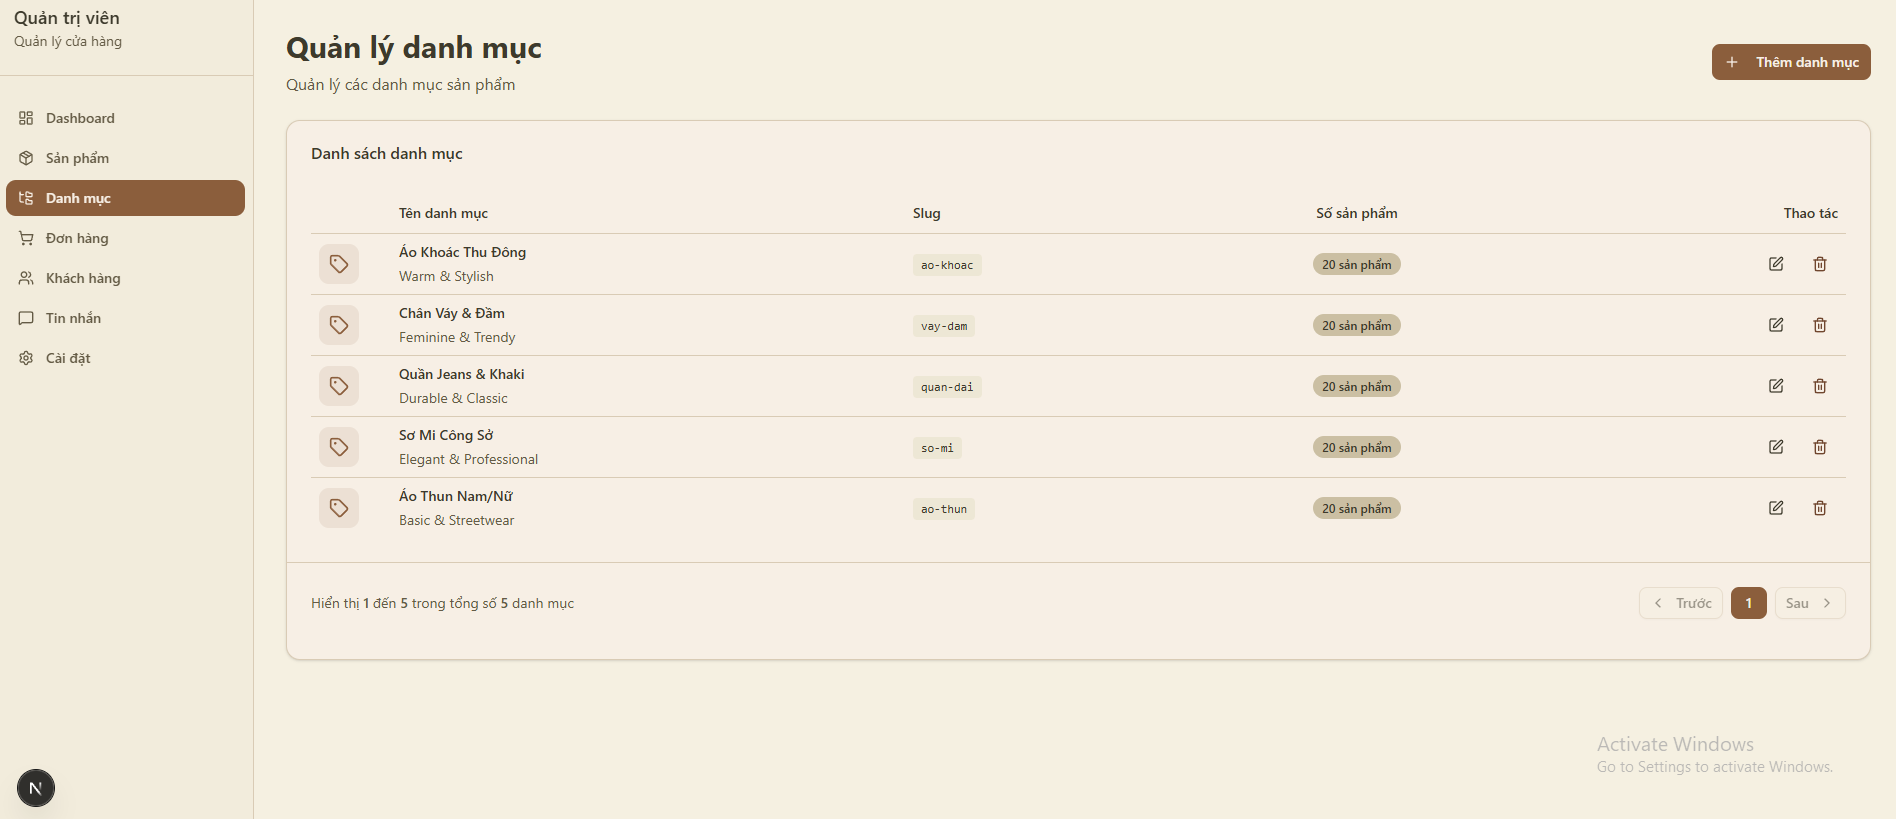 Quản trị viên
Quản lý cửa hàng
Dashboard
Sản phẩm
Danh mục
Đơn hàng
Khách hàng
Tin nhắn
Cài đặt
N
Quản lý danh mục
Quản lý các danh mục sản phẩm
Thêm danh mục
Danh sách danh mục
Tên danh mục Slug Số sản phẩm Thao tác
Áo Khoác Thu Đông
Warm & Stylish
ao-khoac
20 sản phẩm
Chân Váy & Đầm
Feminine & Trendy
vay-dam
20 sản phẩm
Quần Jeans & Khaki
Durable & Classic
quan-dai
20 sản phẩm
Sơ Mi Công Sở
Elegant & Professional
so-mi
20 sản phẩm
Áo Thun Nam/Nữ
Basic & Streetwear
ao-thun
20 sản phẩm
Hiển thị 1 đến 5 trong tổng số 5 danh mục
Trước 1 Sau
Activate Windows
Go to Settings to activate Windows.